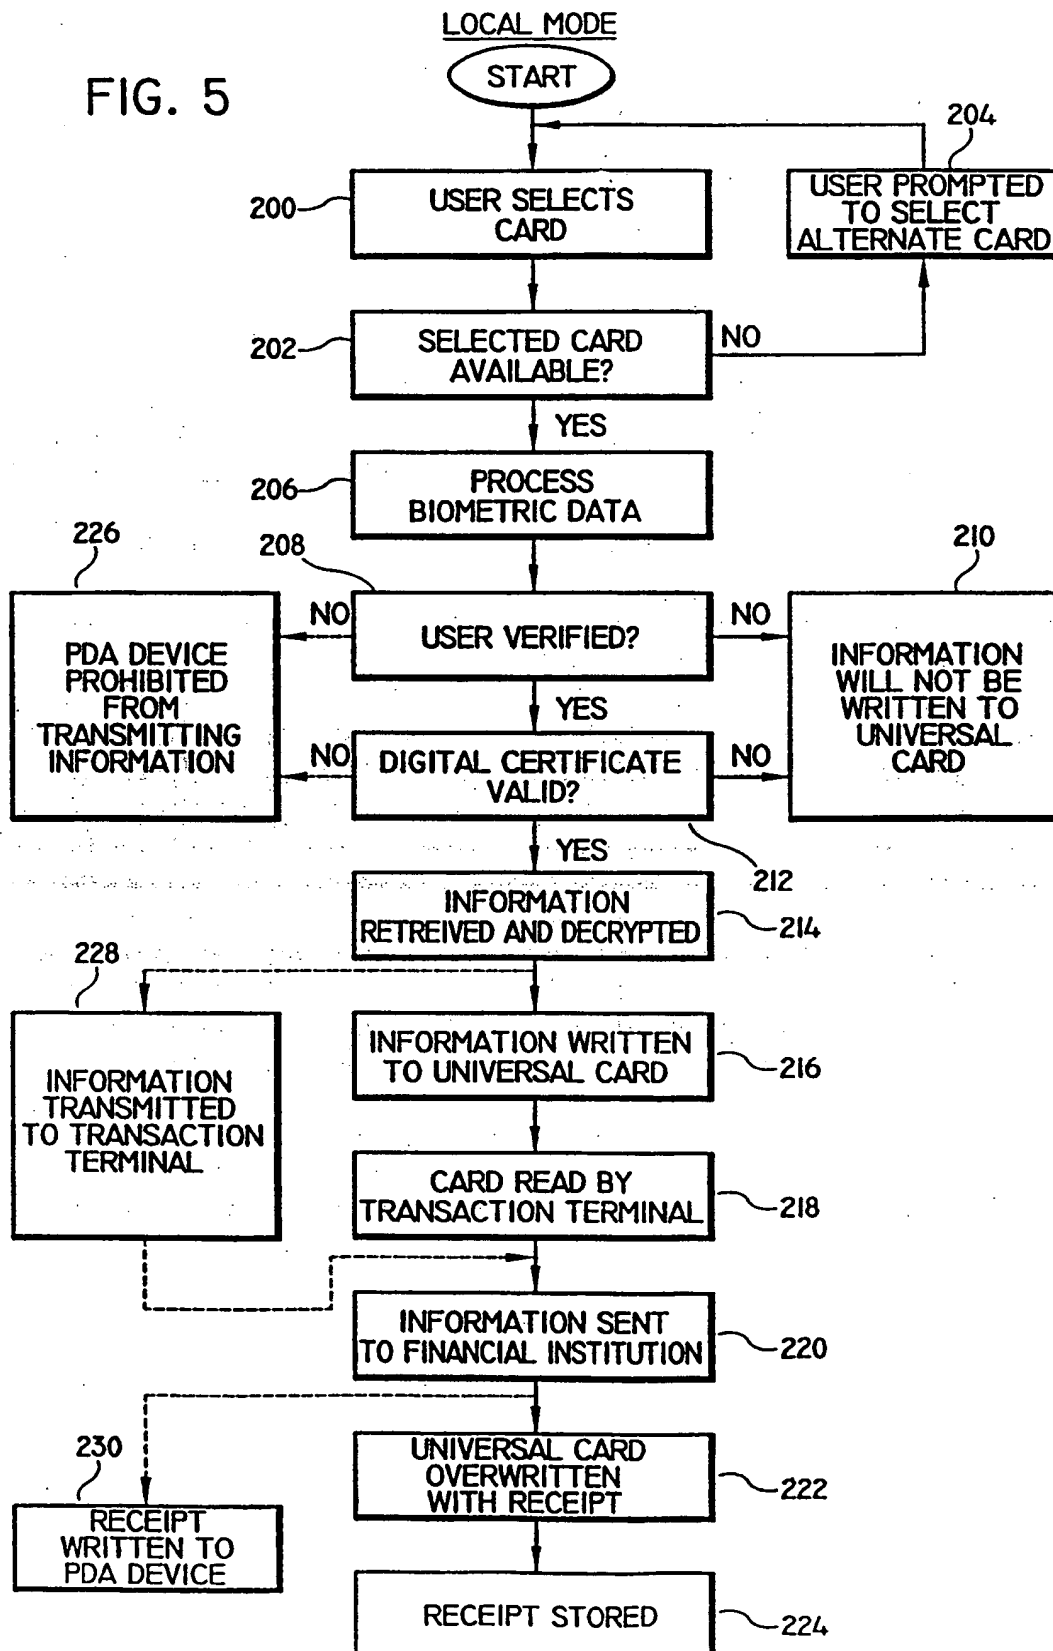 LOCAL MODE
START
FIG. 5
204
200
USER SELECTS
CARD
USER PROMPTED
TO SELECT
ALTERNATE CARD
202
SELECTED CARD
AVAILABLE?
NO
YES
206
PROCESS
BIOMETRIC DATA
226
208
210
PDA DEVICE
PROHIBITED
FROM
TRANSMITTING
INFORMATION
NO
USER VERIFIED?
NO
INFORMATION
WILL NOT BE
WRITTEN TO
UNIVERSAL
CARD
YES
NO
DIGITAL CERTIFICATE
VALID?
NO
YES
212
INFORMATION
RETREIVED AND DECRYPTED
214
228
INFORMATION
TRANSMITTED
TO TRANSACTION
TERMINAL
INFORMATION WRITTEN
TO UNIVERSAL CARD
216
CARD READ BY
TRANSACTION TERMINAL
218
INFORMATION SENT
TO FINANCIAL INSTITUTION
220
230
RECEIPT
WRITTEN TO
PDA DEVICE
UNIVERSAL CARD
OVERWRITTEN
WITH RECEIPT
222
RECEIPT STORED
224